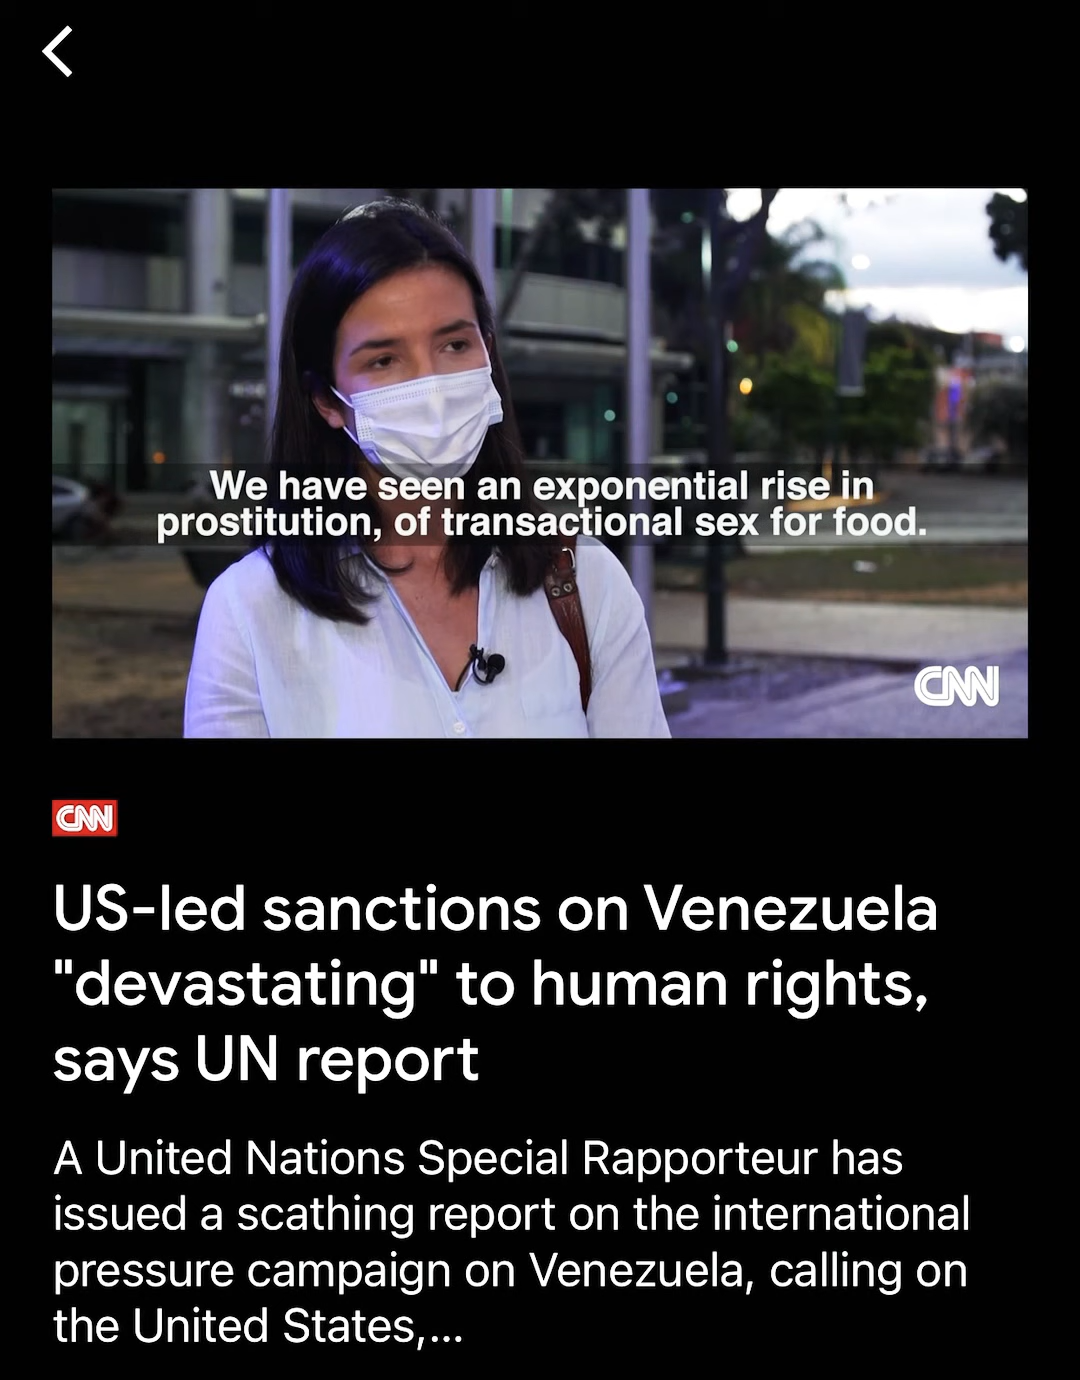 We have seen an exponential rise in
prostitution, of transactional sex for food.
CNN
CNN
US-led sanctions on Venezuela
"devastating" to human rights,
says UN report
A United Nations Special Rapporteur has
issued a scathing report on the international
pressure campaign on Venezuela, calling on
the United States,...